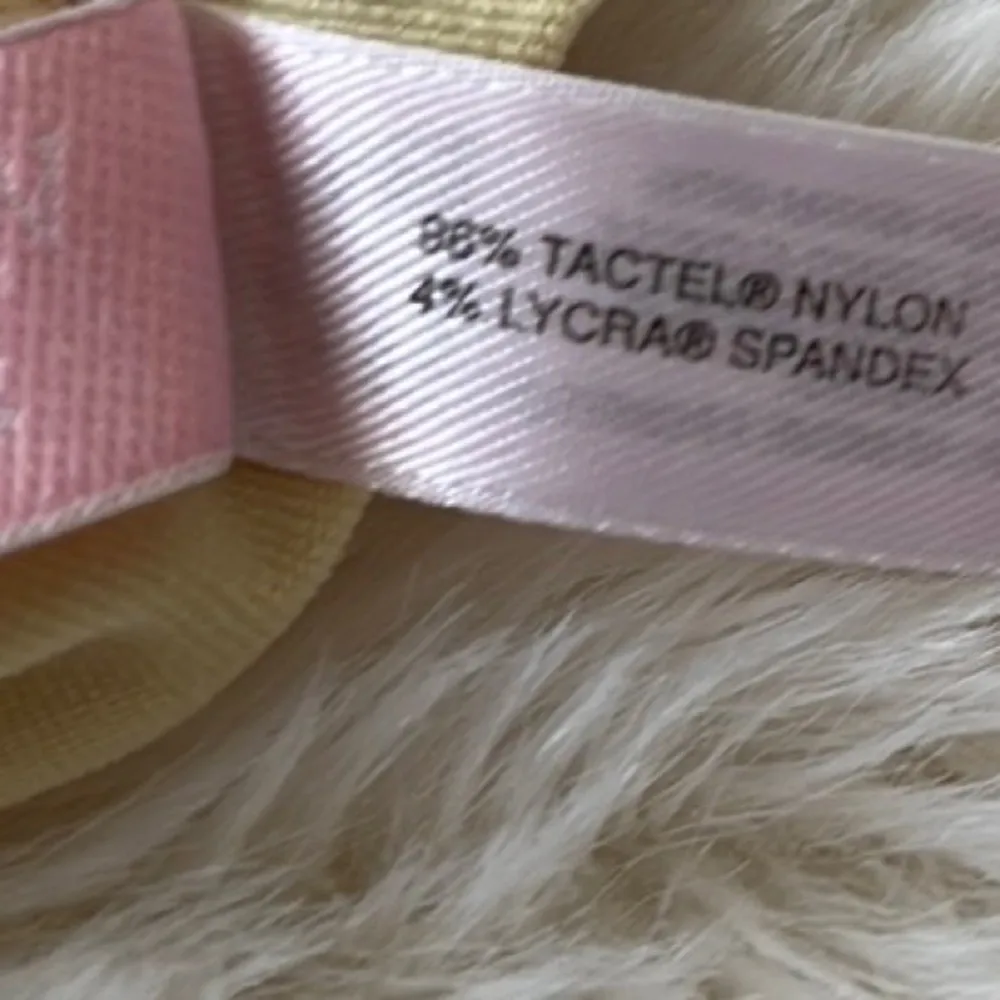 96% TACTEL® NYLON
4% LYCRA® SPANDEX